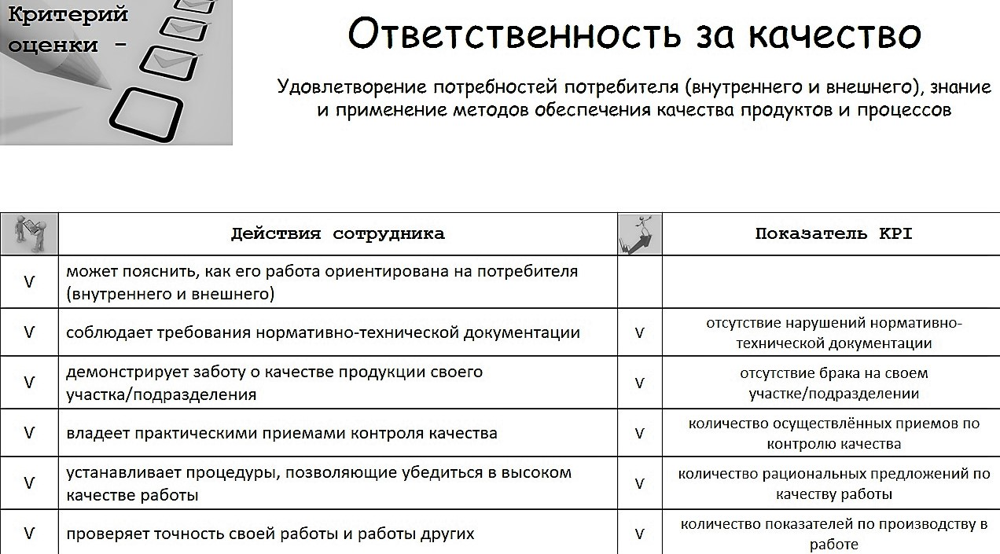 Критерий
оценки -
Ответственность за качество
Удовлетворение потребностей потребителя (внутреннего и внешнего), знание
и применение методов обеспечения качества продуктов и процессов
Действия сотрудника
Показатель KPI
V
может пояснить, как его работа ориентирована на потребителя
(внутреннего и внешнего)
V
соблюдает требования нормативно-технической документации
V
отсутствие нарушений нормативно-
технической документации
V
демонстрирует заботу о качестве продукции своего
участка/подразделения
V
отсутствие брака на своем
участке/подразделении
V
владеет практическими приемами контроля качества
V
количество осуществлённых приемов по
контролю качества
V
устанавливает процедуры, позволяющие убедиться в высоком
качестве работы
V
количество рациональных предложений по
качеству работы
V
проверяет точность своей работы и работы других
V
количество показателей по производству в
работе